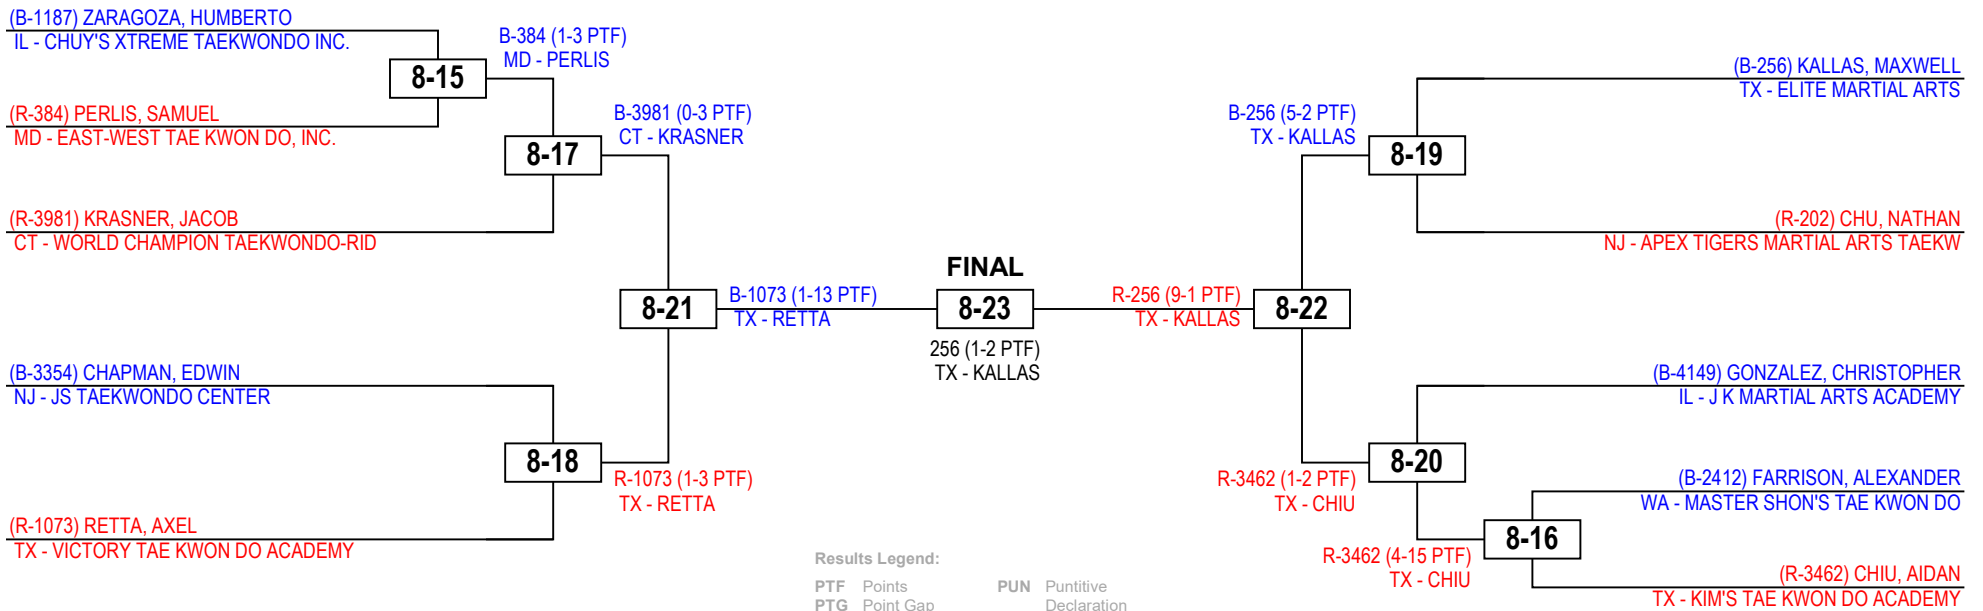 (B-1187) ZARAGOZA, HUMBERTO
IL - CHUY'S XTREME TAEKWONDO INC.
8-15
(R-384) PERLIS, SAMUEL
MD - EAST-WEST TAE KWON DO, INC.
B-384 (1-3 PTF)
MD - PERLIS
8-17
(R-3981) KRASNER, JACOB
CT - WORLD CHAMPION TAEKWONDO-RID
B-3981 (0-3 PTF)
CT - KRASNER
8-21
(B-3354) CHAPMAN, EDWIN
NJ - JS TAEKWONDO CENTER
8-18
(R-1073) RETTA, AXEL
TX - VICTORY TAE KWON DO ACADEMY
R-1073 (1-3 PTF)
TX - RETTA
B-1073 (1-13 PTF)
TX - RETTA
FINAL
8-23
256 (1-2 PTF)
TX - KALLAS
R-256 (9-1 PTF)
TX - KALLAS
8-22
B-256 (5-2 PTF)
TX - KALLAS
8-19
(B-256) KALLAS, MAXWELL
TX - ELITE MARTIAL ARTS
(R-202) CHU, NATHAN
NJ - APEX TIGERS MARTIAL ARTS TAEKW
R-3462 (1-2 PTF)
TX - CHIU
8-20
(B-4149) GONZALEZ, CHRISTOPHER
IL - J K MARTIAL ARTS ACADEMY
(B-2412) FARRISON, ALEXANDER
WA - MASTER SHON'S TAE KWON DO
8-16
R-3462 (4-15 PTF)
TX - CHIU
(R-3462) CHIU, AIDAN
TX - KIM'S TAE KWON DO ACADEMY
Results Legend:
PTF Points PUN Puntitive
PTG Point Gap Declaration